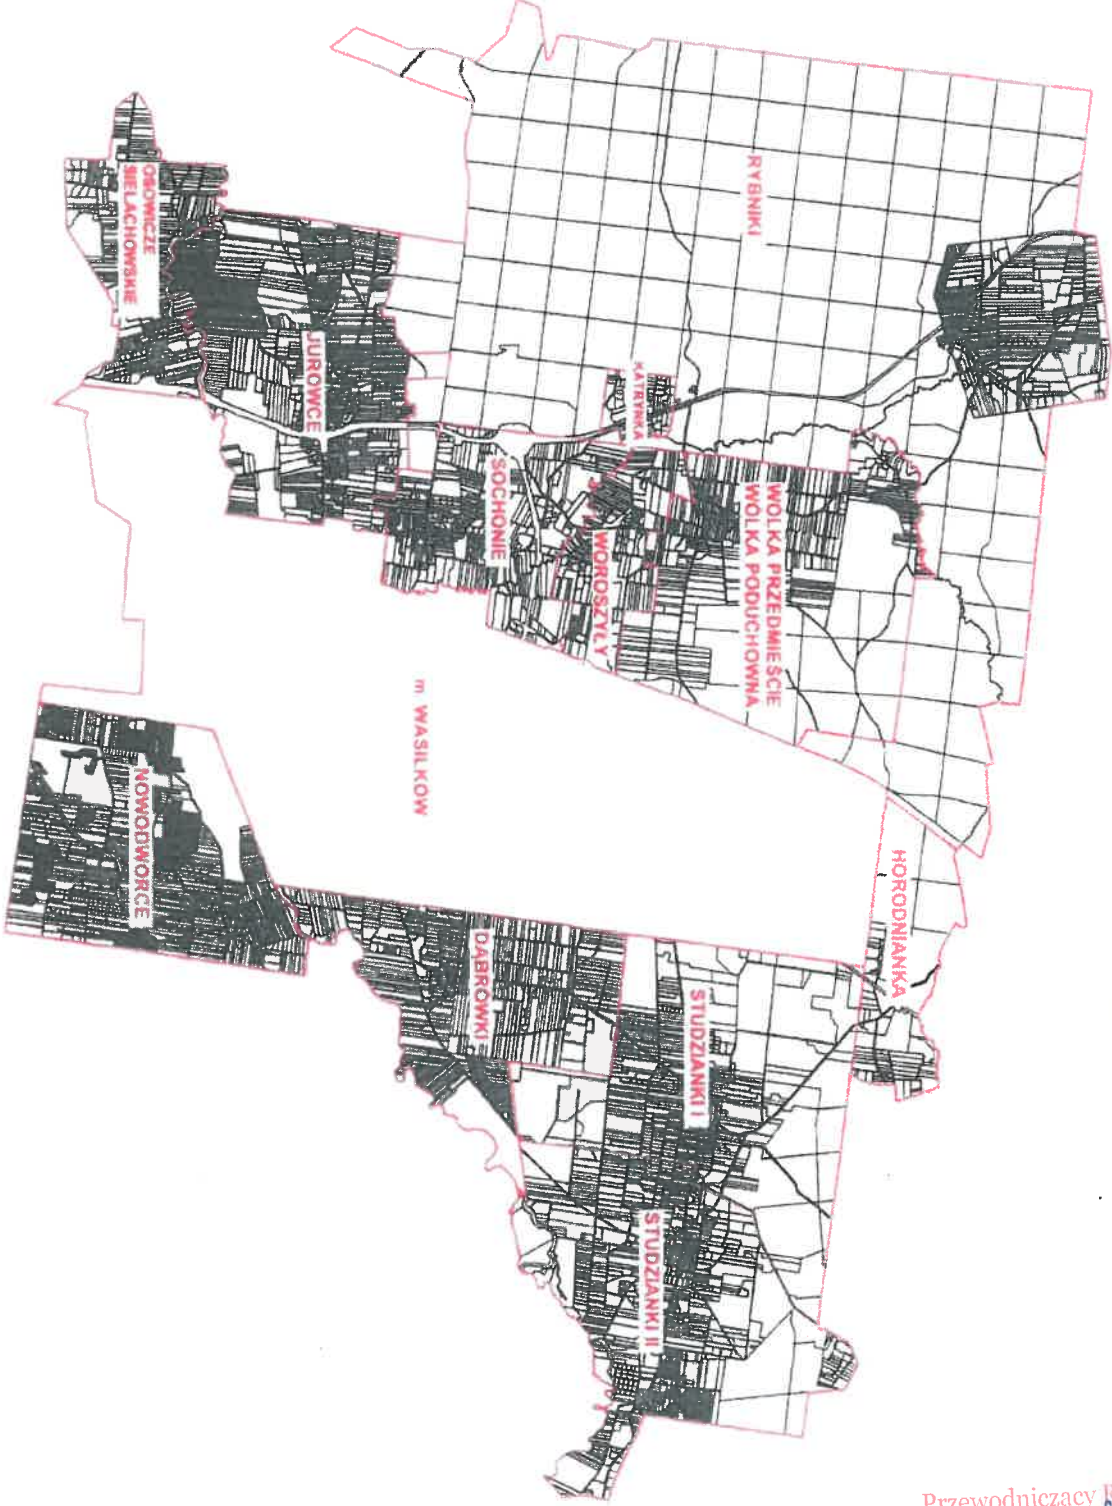 RYBNIKI
OSOWICZE
SIELACHOWSKIE
JUROWCE
KATRYNKA
SOCHONIE
WOROSZYŁY
WÓLKA PRZEDMIEŚCIE
WÓLKA PODUCHOWNA
m. WASILKÓW
HORODNIANKA
NOWODWORCE
DĄBRÓWKI
STUDZIANKI I
STUDZIANKI II
Przewodniczący